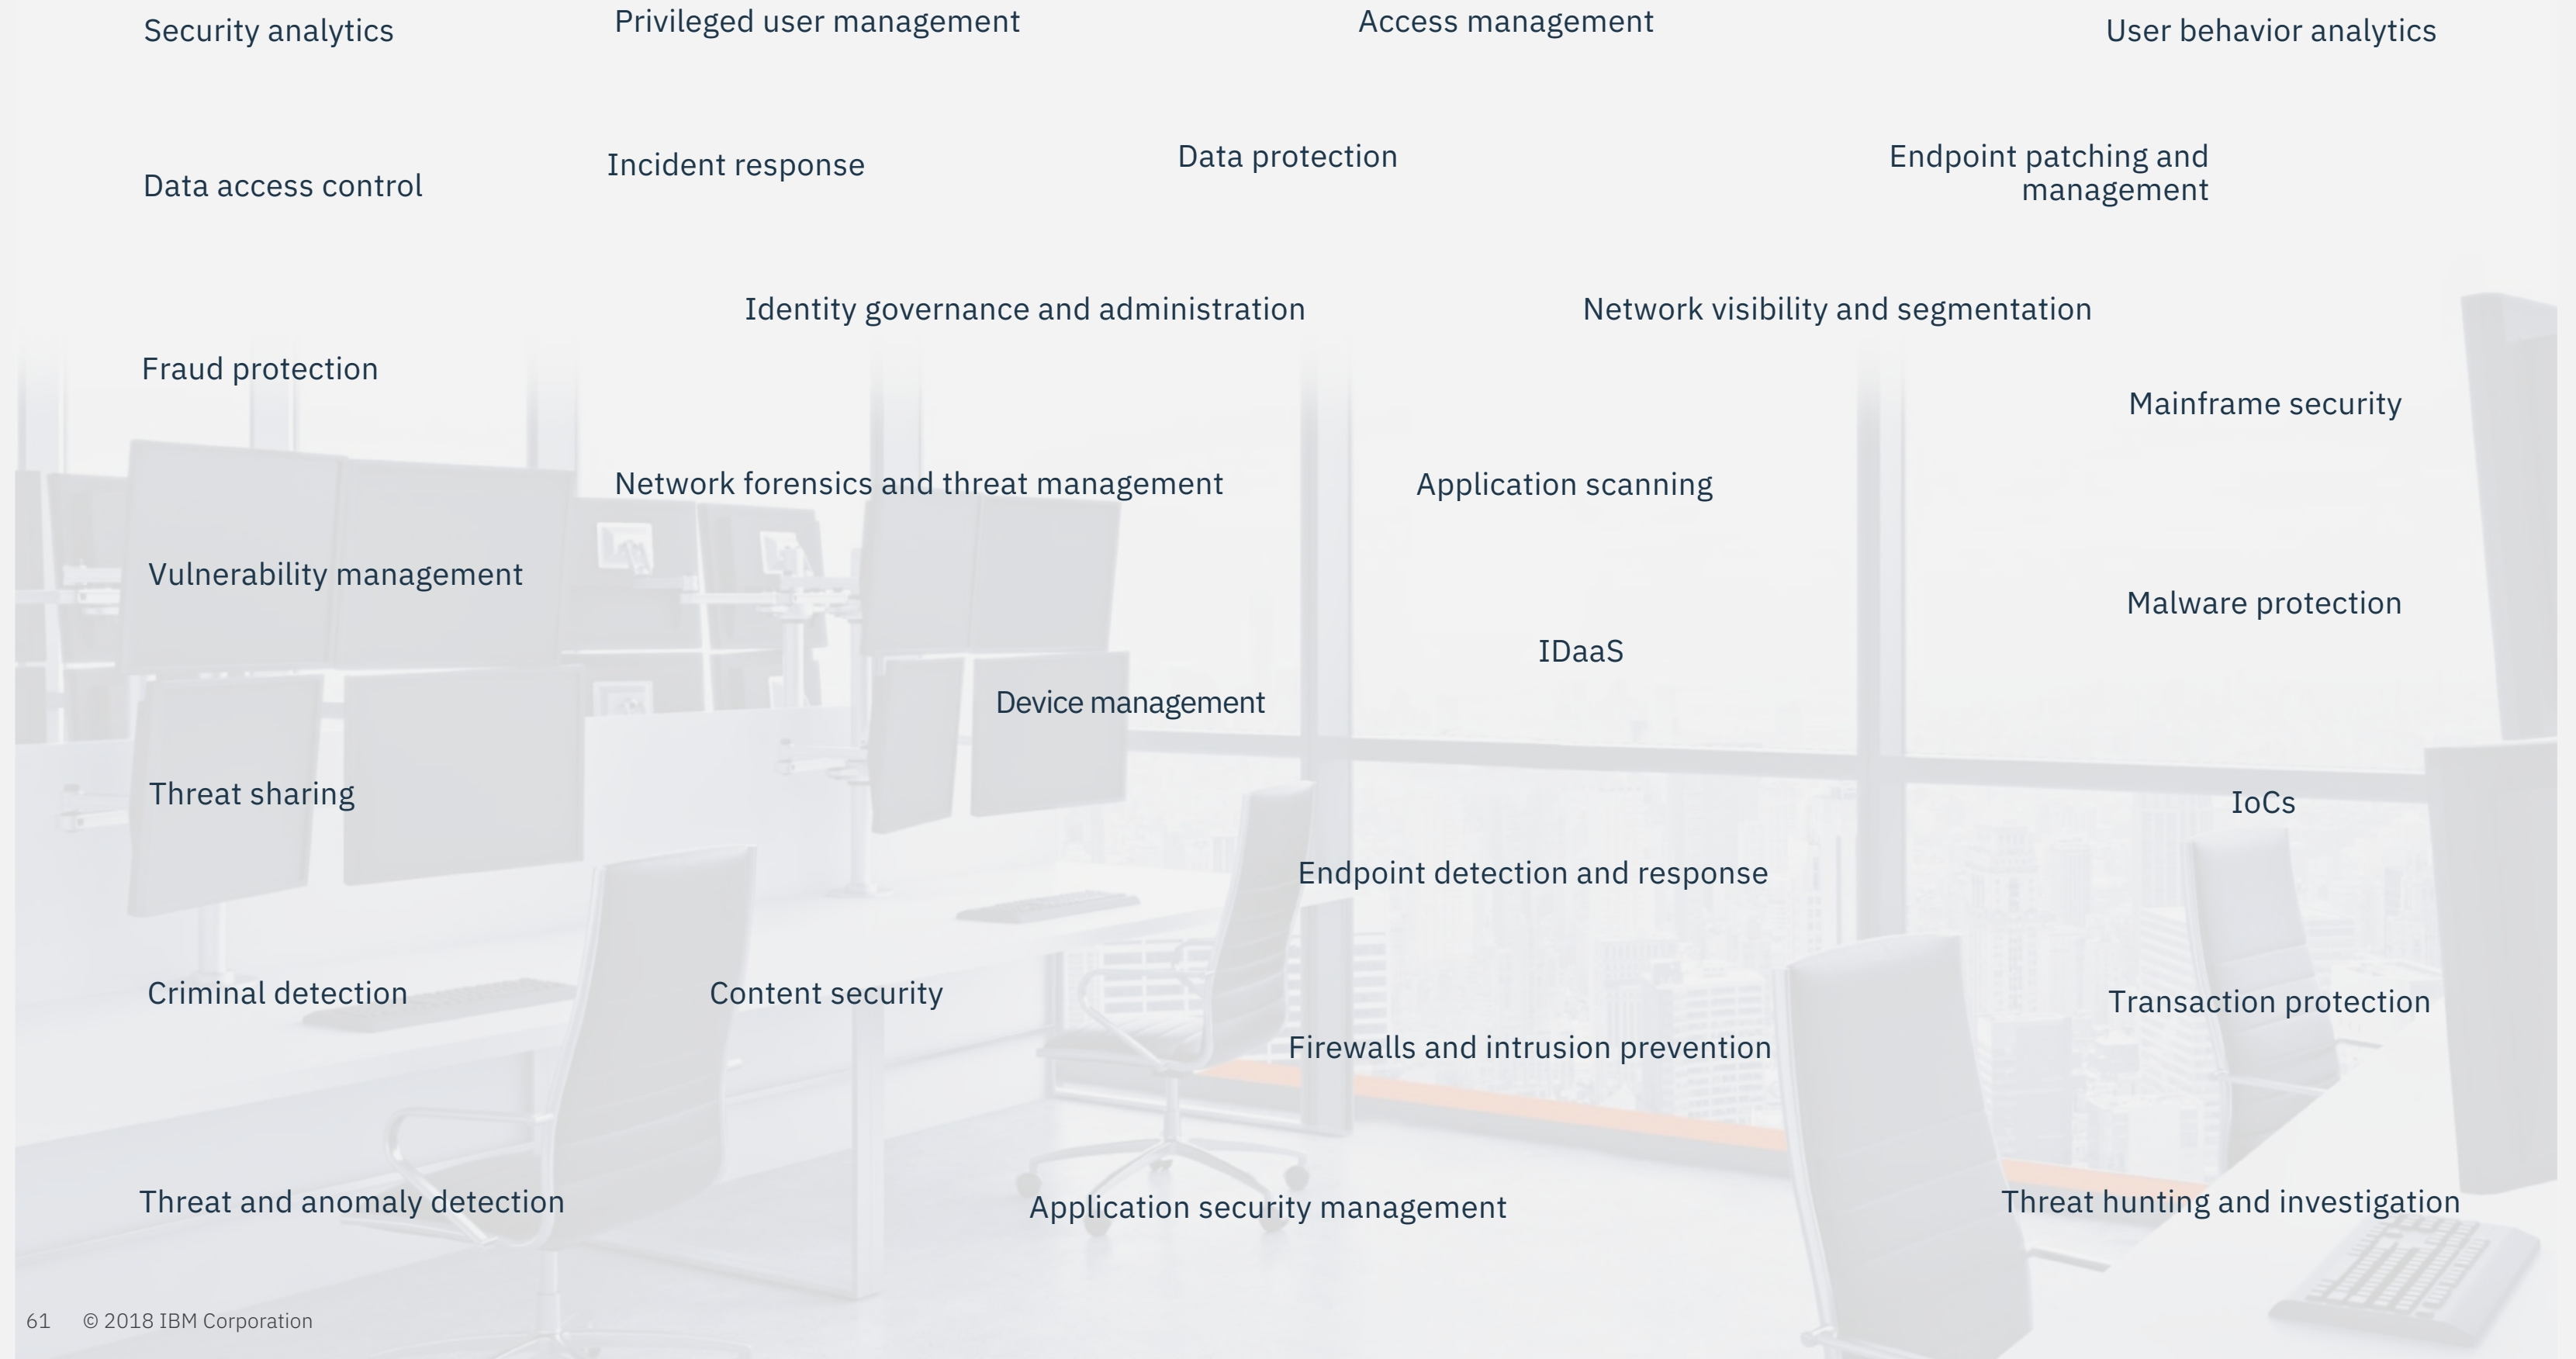 Security analytics
Privileged user management
Access management
User behavior analytics
Data access control
Incident response
Data protection
Endpoint patching and
management
Identity governance and administration
Network visibility and segmentation
Fraud protection
Mainframe security
Network forensics and threat management
Application scanning
Vulnerability management
Malware protection
IDaaS
Device management
Threat sharing
IoCs
Endpoint detection and response
Criminal detection
Content security
Transaction protection
Firewalls and intrusion prevention
Threat and anomaly detection
Application security management
Threat hunting and investigation
61 © 2018 IBM Corporation